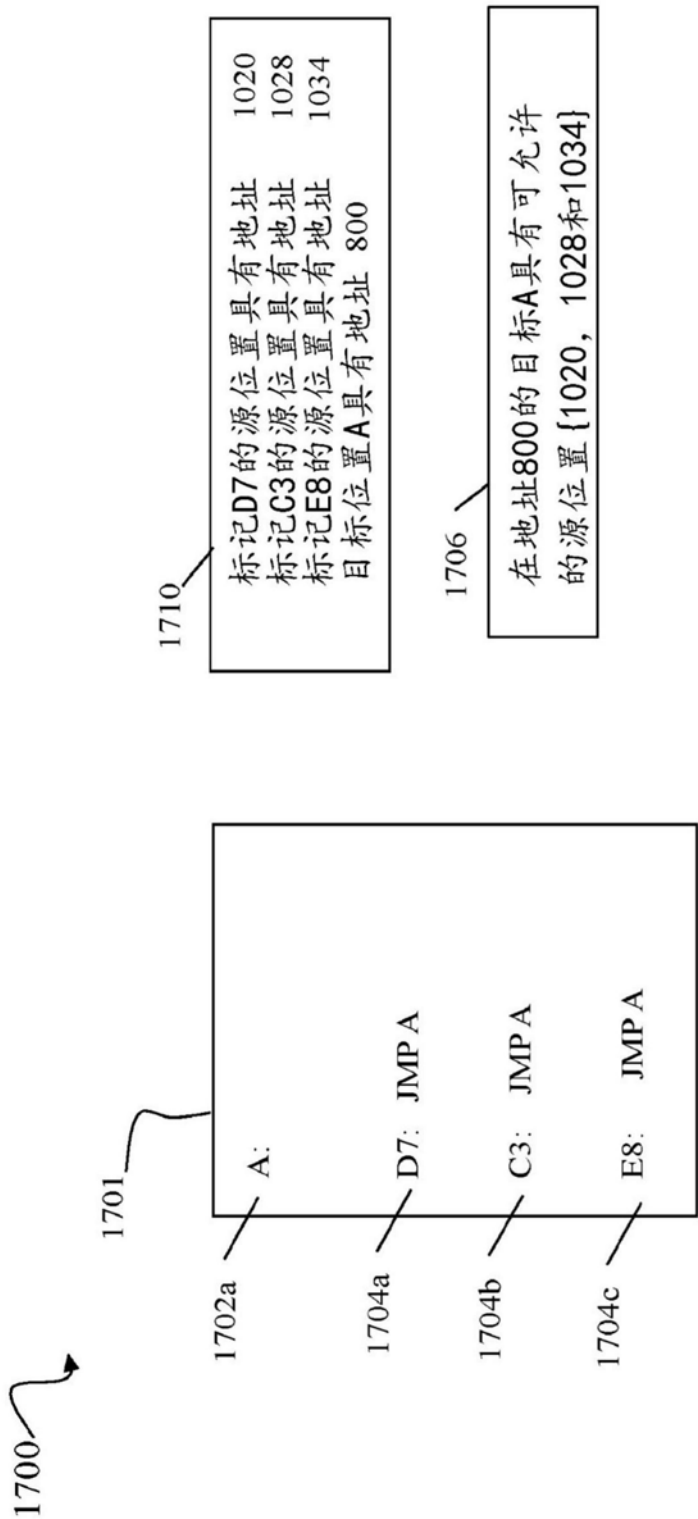 1700
1701
1702a
A:
1704a
D7: JMP A
1704b
C3: JMP A
1704c
E8: JMP A
1710
标记D7的源位置具有地址 1020
标记C3的源位置具有地址 1028
标记E8的源位置具有地址 1034
目标位置A具有地址 800
1706
在地址800的目标A具有可允许
的源位置{1020, 1028和1034}